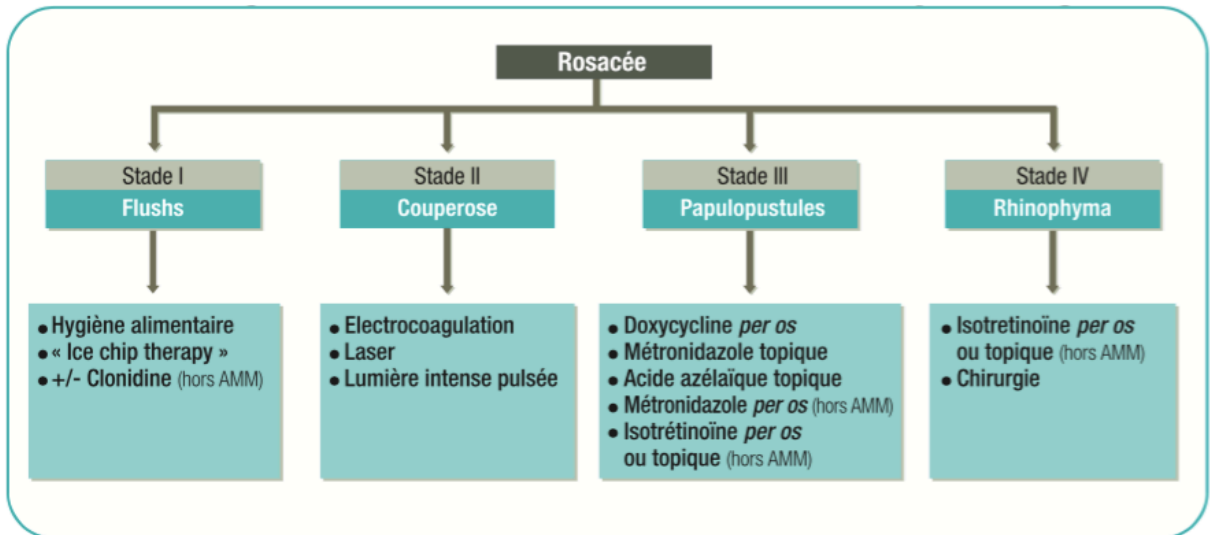 Rosacée
Stade I
Flushs
Stade II
Couperose
Stade III
Papulopustules
Stade IV
Rhinophyma
• Hygiène alimentaire
• « Ice chip therapy »
• +/- Clonidine (hors AMM)
• Electrocoagulation
• Laser
• Lumière intense pulsée
• Doxycycline per os
• Métronidazole topique
• Acide azélaïque topique
• Métronidazole per os (hors AMM)
• Isotrétinoïne per os
ou topique (hors AMM)
• Isotretinoïne per os
ou topique (hors AMM)
• Chirurgie